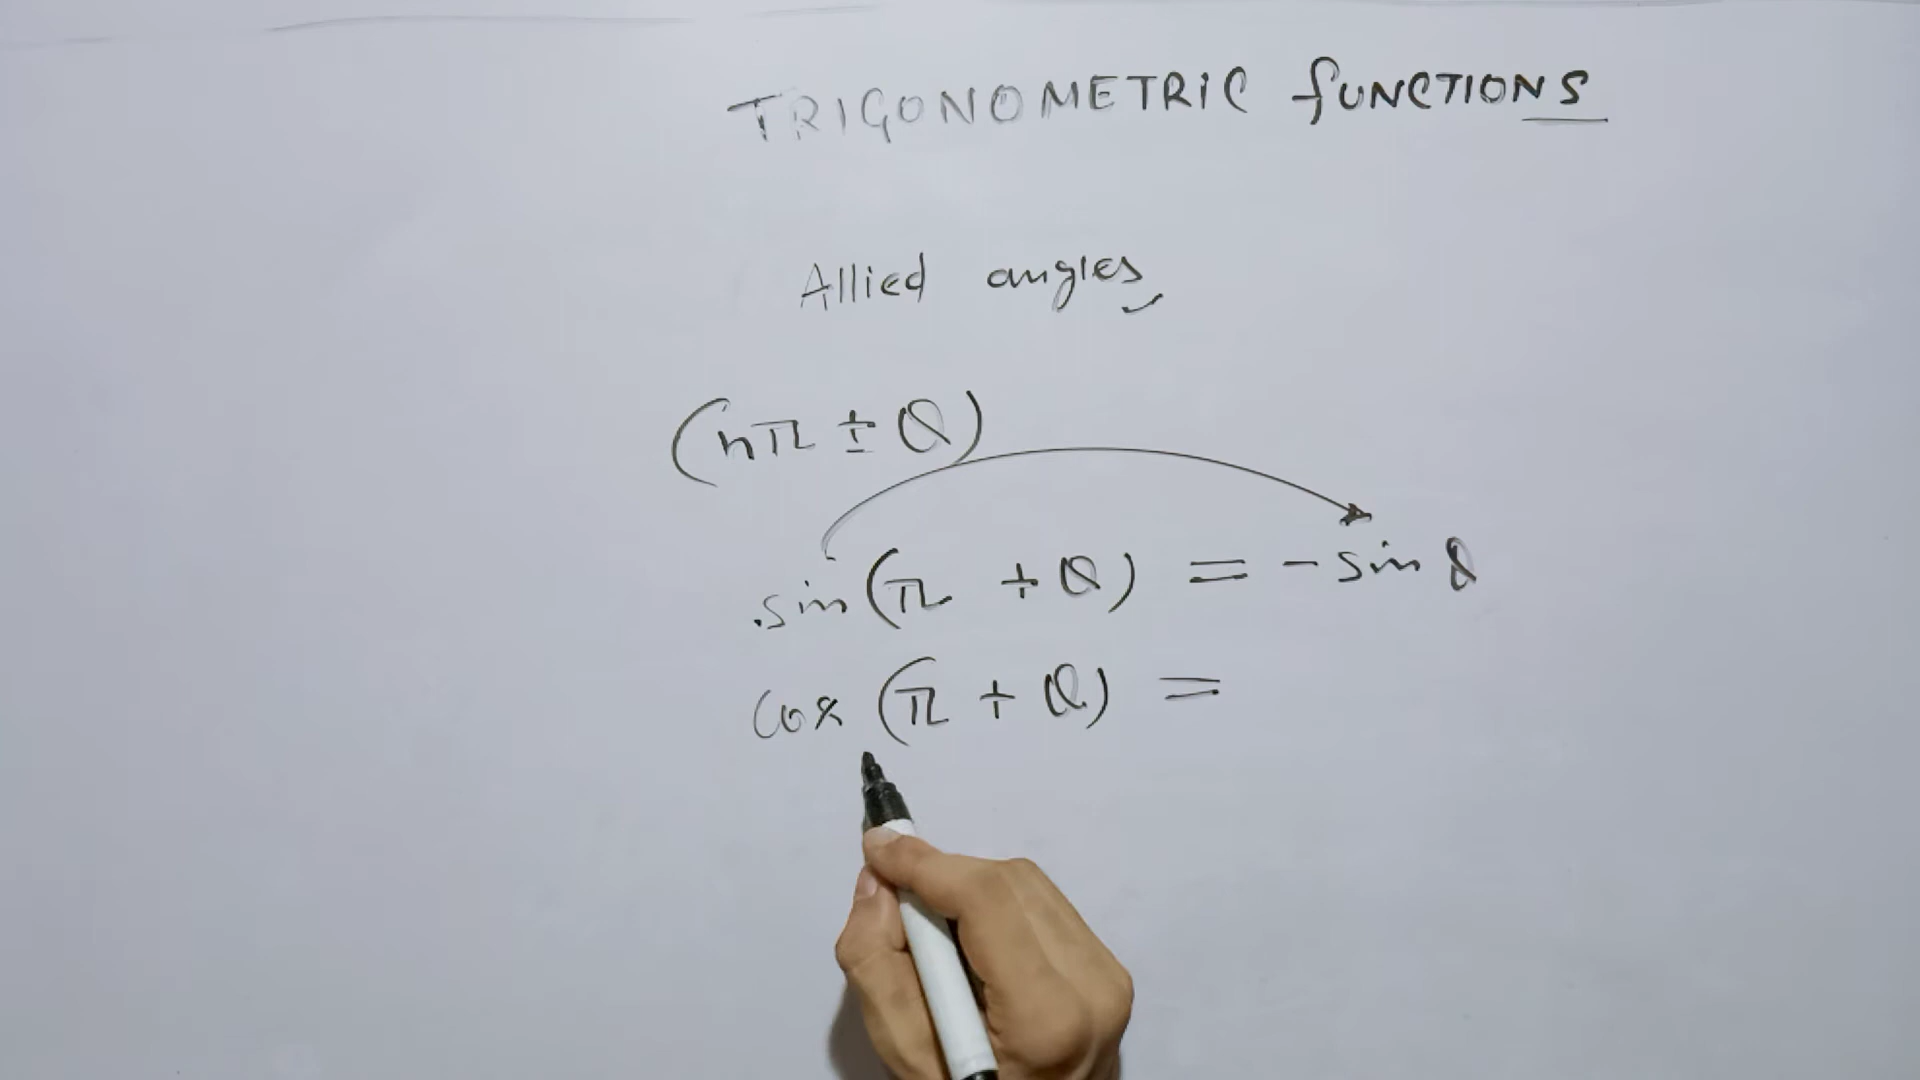 TRIGONOMETRIC fUNCTIONS
Allied angles
(nπ ± θ)
sin(π + θ) = - sin θ
cos (π + θ) =